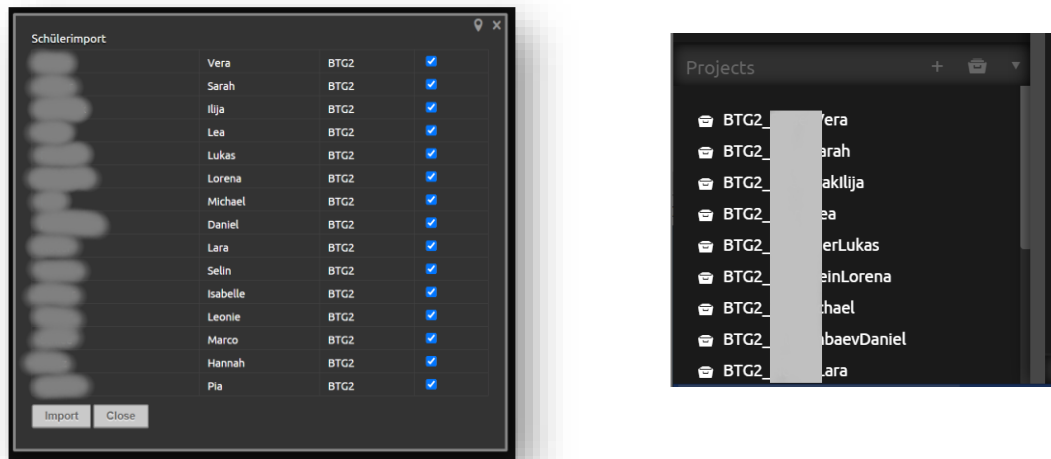 Schülerimport
Vera BTG2
Sarah BTG2
Ilija BTG2
Lea BTG2
Lukas BTG2
Lorena BTG2
Michael BTG2
Daniel BTG2
Lara BTG2
Selin BTG2
Isabelle BTG2
Leonie BTG2
Marco BTG2
Hannah BTG2
Pia BTG2
Import Close
Projects
BTG2_ Vera
BTG2_ arah
BTG2_ akIlija
BTG2_ ea
BTG2_ erLukas
BTG2_ einLorena
BTG2_ chael
BTG2_ baevDaniel
BTG2_ Lara